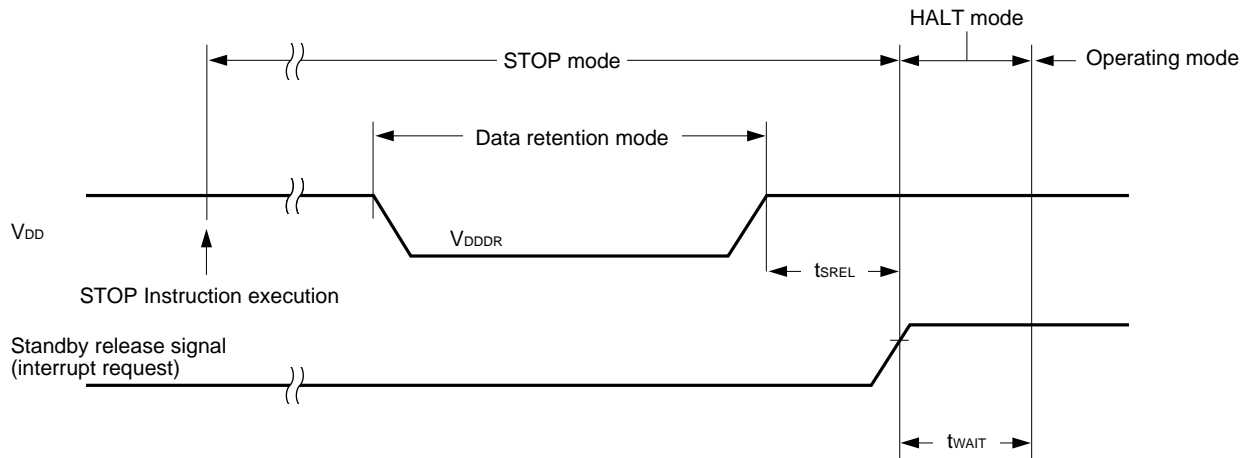 HALT mode
STOP mode
Operating mode
Data retention mode
VDD
VDDDR
tSREL
STOP Instruction execution
Standby release signal
(interrupt request)
tWAIT